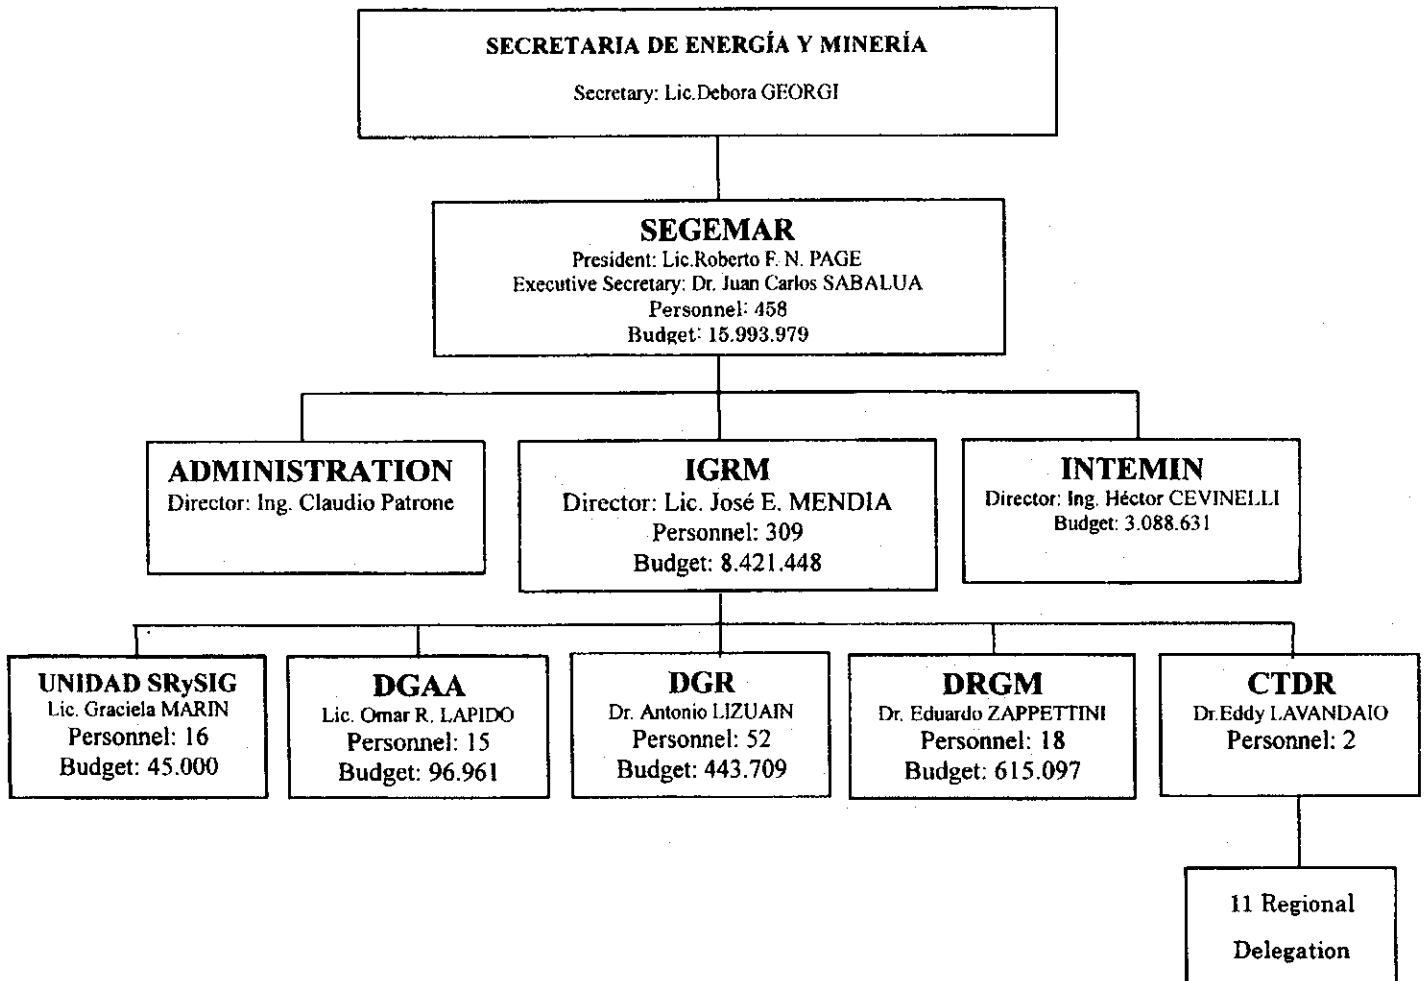 SECRETARIA DE ENERGÍA Y MINERÍA
Secretary: Lic.Debora GEORGI
SEGEMAR
President: Lic.Roberto F. N. PAGE
Executive Secretary: Dr. Juan Carlos SABALUA
Personnel: 458
Budget: 15.993.979
ADMINISTRATION
Director: Ing. Claudio Patrone
IGRM
Director: Lic. José E. MENDIA
Personnel: 309
Budget: 8.421.448
INTEMIN
Director: Ing. Héctor CEVINELLI
Budget: 3.088.631
UNIDAD SRySIG
Lic. Graciela MARIN
Personnel: 16
Budget: 45.000
DGAA
Lic. Omar R. LAPIDO
Personnel: 15
Budget: 96.961
DGR
Dr. Antonio LIZUAIN
Personnel: 52
Budget: 443.709
DRGM
Dr. Eduardo ZAPPETTINI
Personnel: 18
Budget: 615.097
CTDR
Dr.Eddy LAVANDAIO
Personnel: 2
11 Regional
Delegation